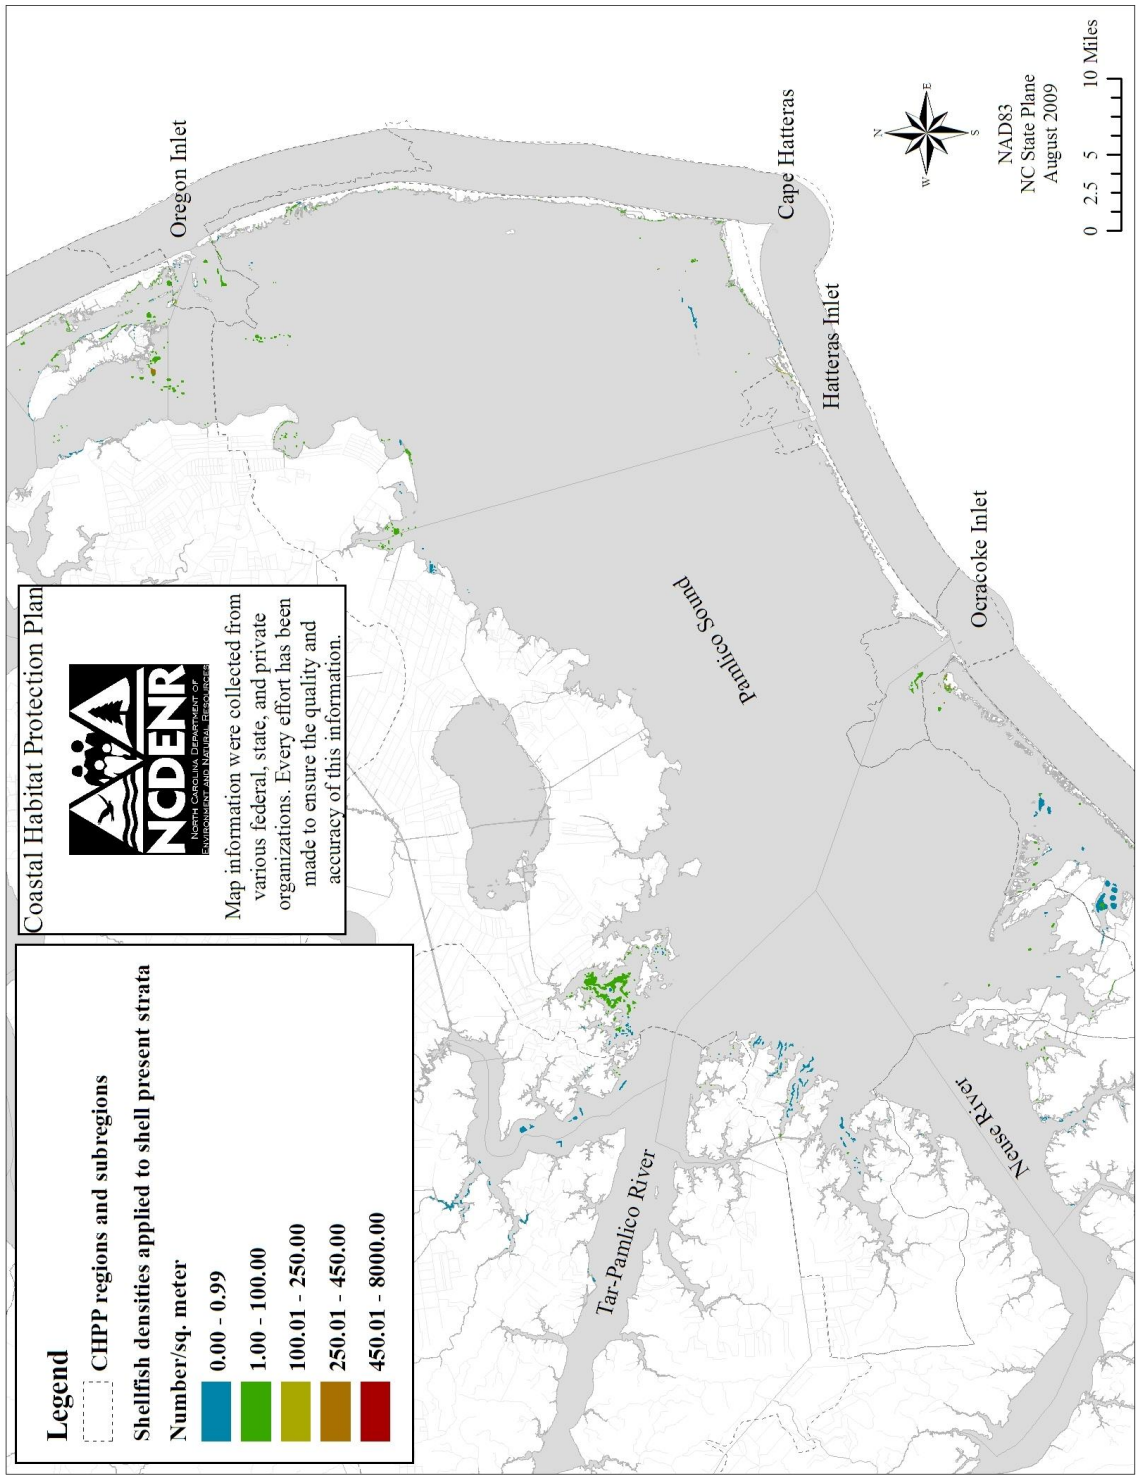 Coastal Habitat Protection Plan
NCDENR
NORTH CAROLINA DEPARTMENT OF
ENVIRONMENT AND NATURAL RESOURCES
Map information were collected from
various federal, state, and private
organizations. Every effort has been
made to ensure the quality and
accuracy of this information.
Legend
CHPP regions and subregions
Shellfish densities applied to shell present strata
Number/sq. meter
0.00 - 0.99
1.00 - 100.00
100.01 - 250.00
250.01 - 450.00
450.01 - 8000.00
Oregon Inlet
Cape Hatteras
Hatteras Inlet
Ocracoke Inlet
Pamlico Sound
Tar-Pamlico River
Neuse River
N
E
S
W
NAD83
NC State Plane
August 2009
0 2.5 5 10 Miles